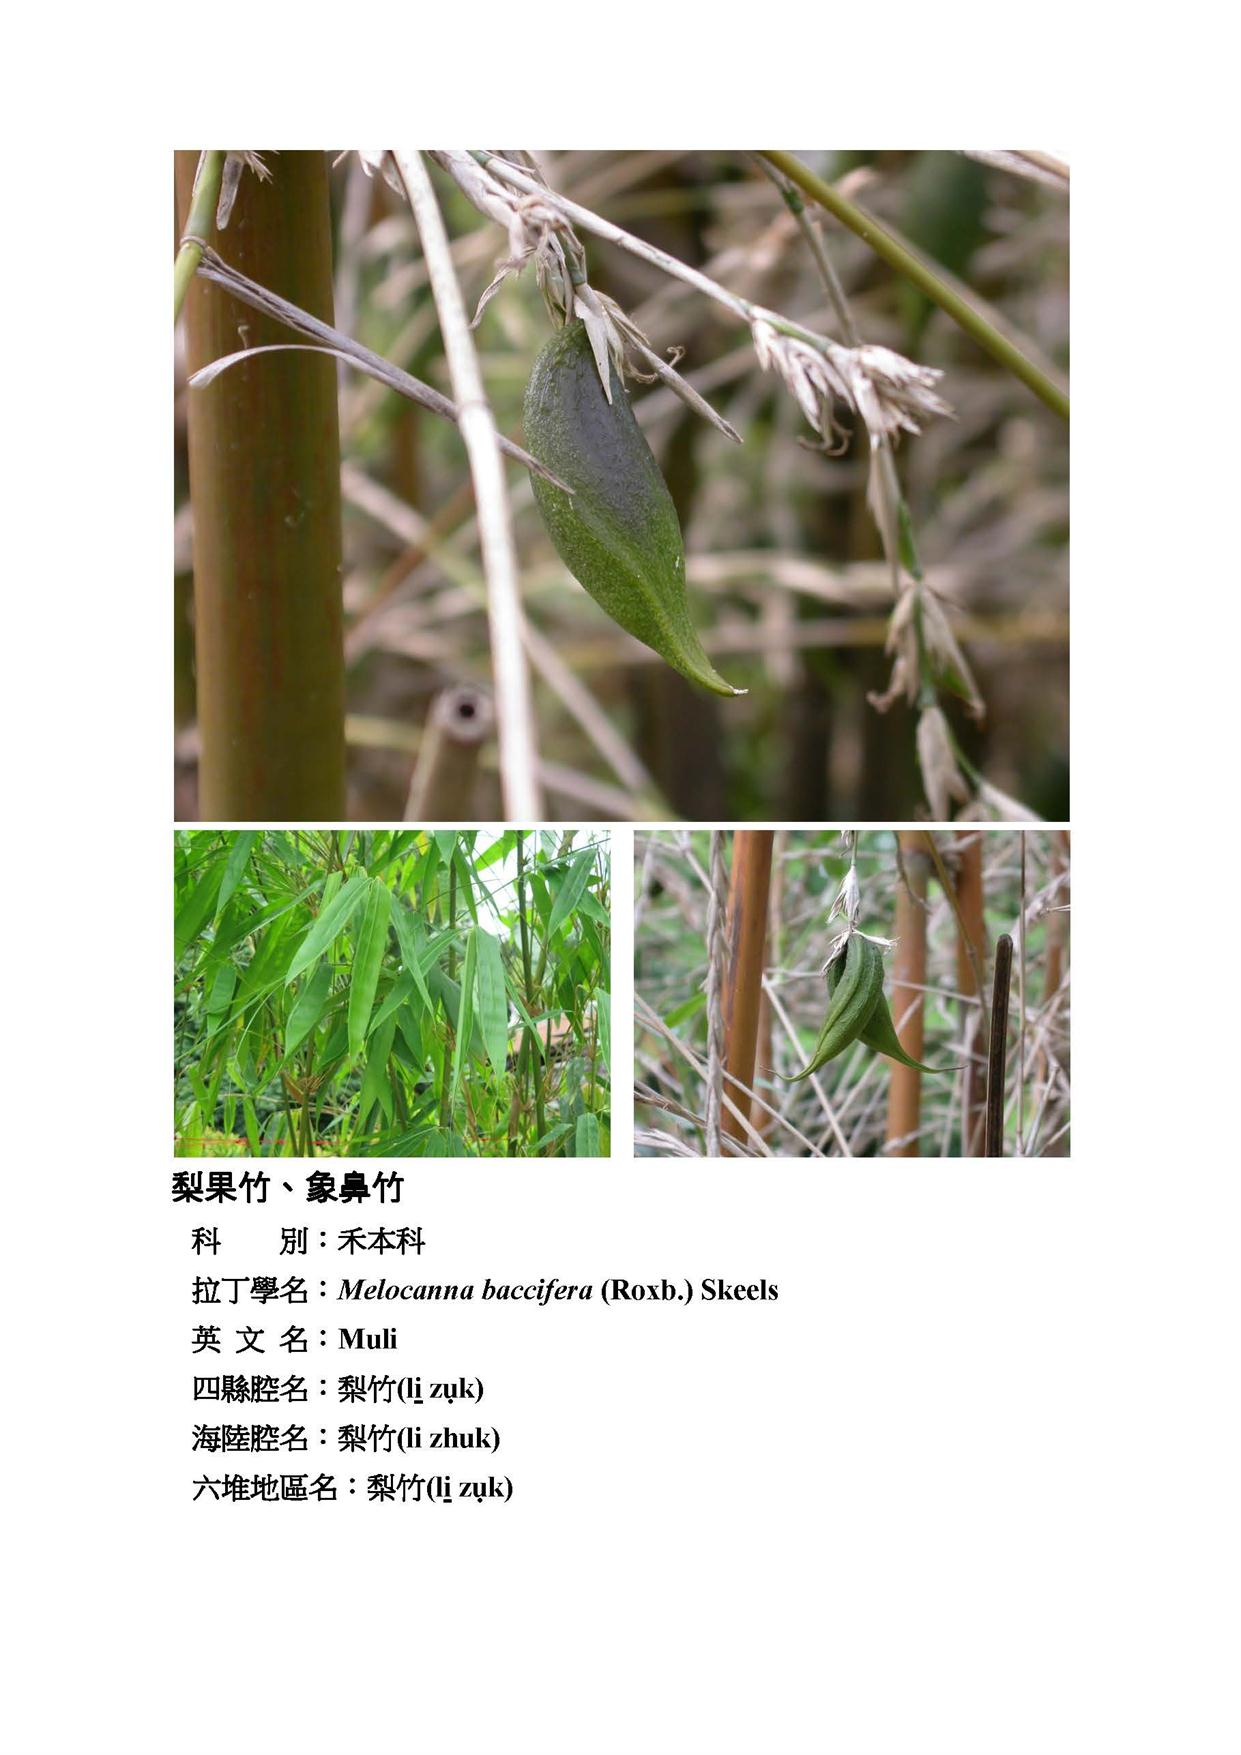 梨果竹、象鼻竹
科　　別：禾本科
拉丁學名：Melocanna baccifera (Roxb.) Skeels
英 文 名：Muli
四縣腔名：梨竹(li̲ zṳk)
海陸腔名：梨竹(li zhuk)
六堆地區名：梨竹(li̲ zṳk)